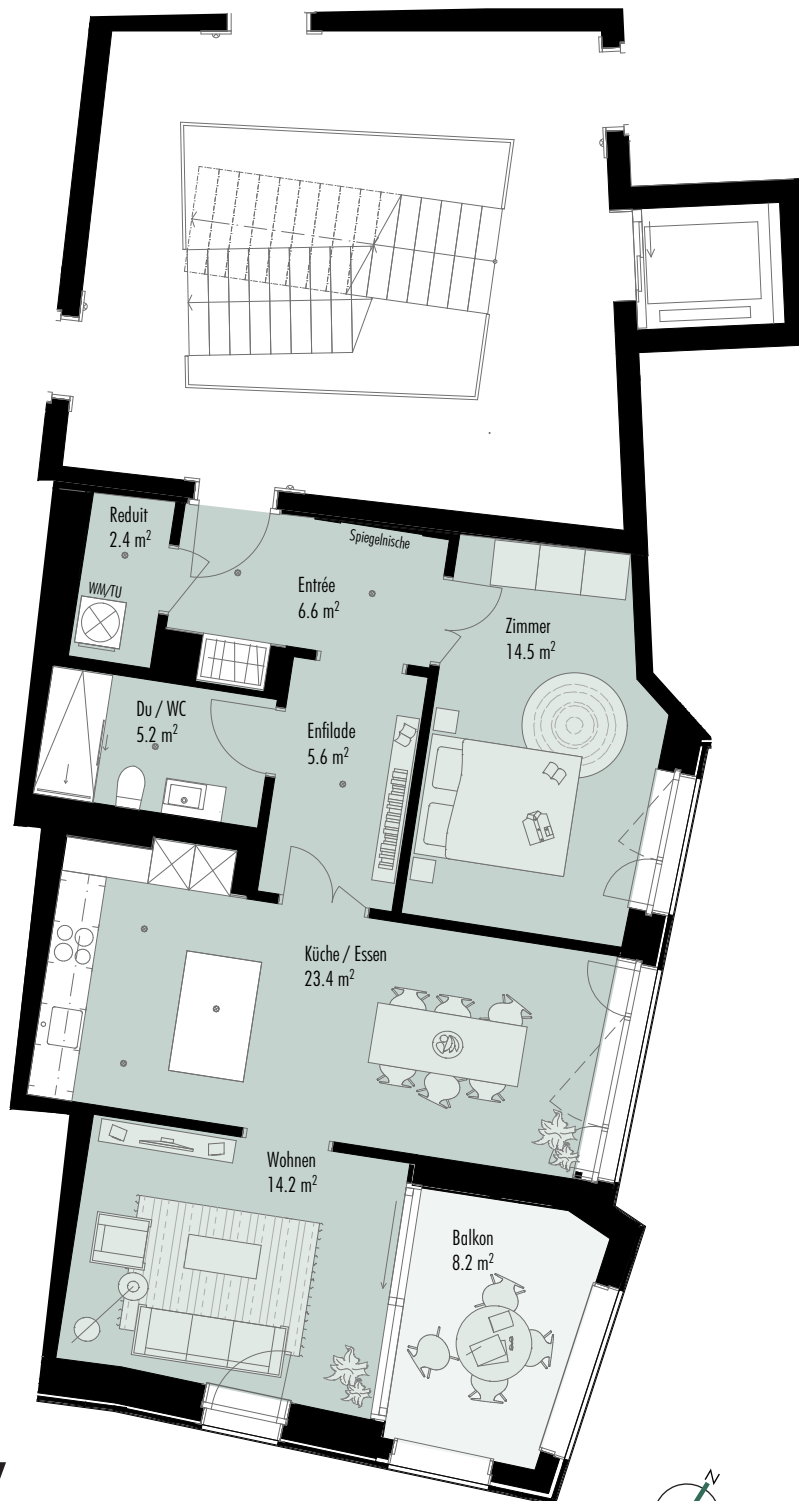 Reduit
2.4 m²
Spiegelnische
WM/TU
Entrée
6.6 m²
Zimmer
14.5 m²
Du / WC
5.2 m²
Enfilade
5.6 m²
Küche / Essen
23.4 m²
Wohnen
14.2 m²
Balkon
8.2 m²
N